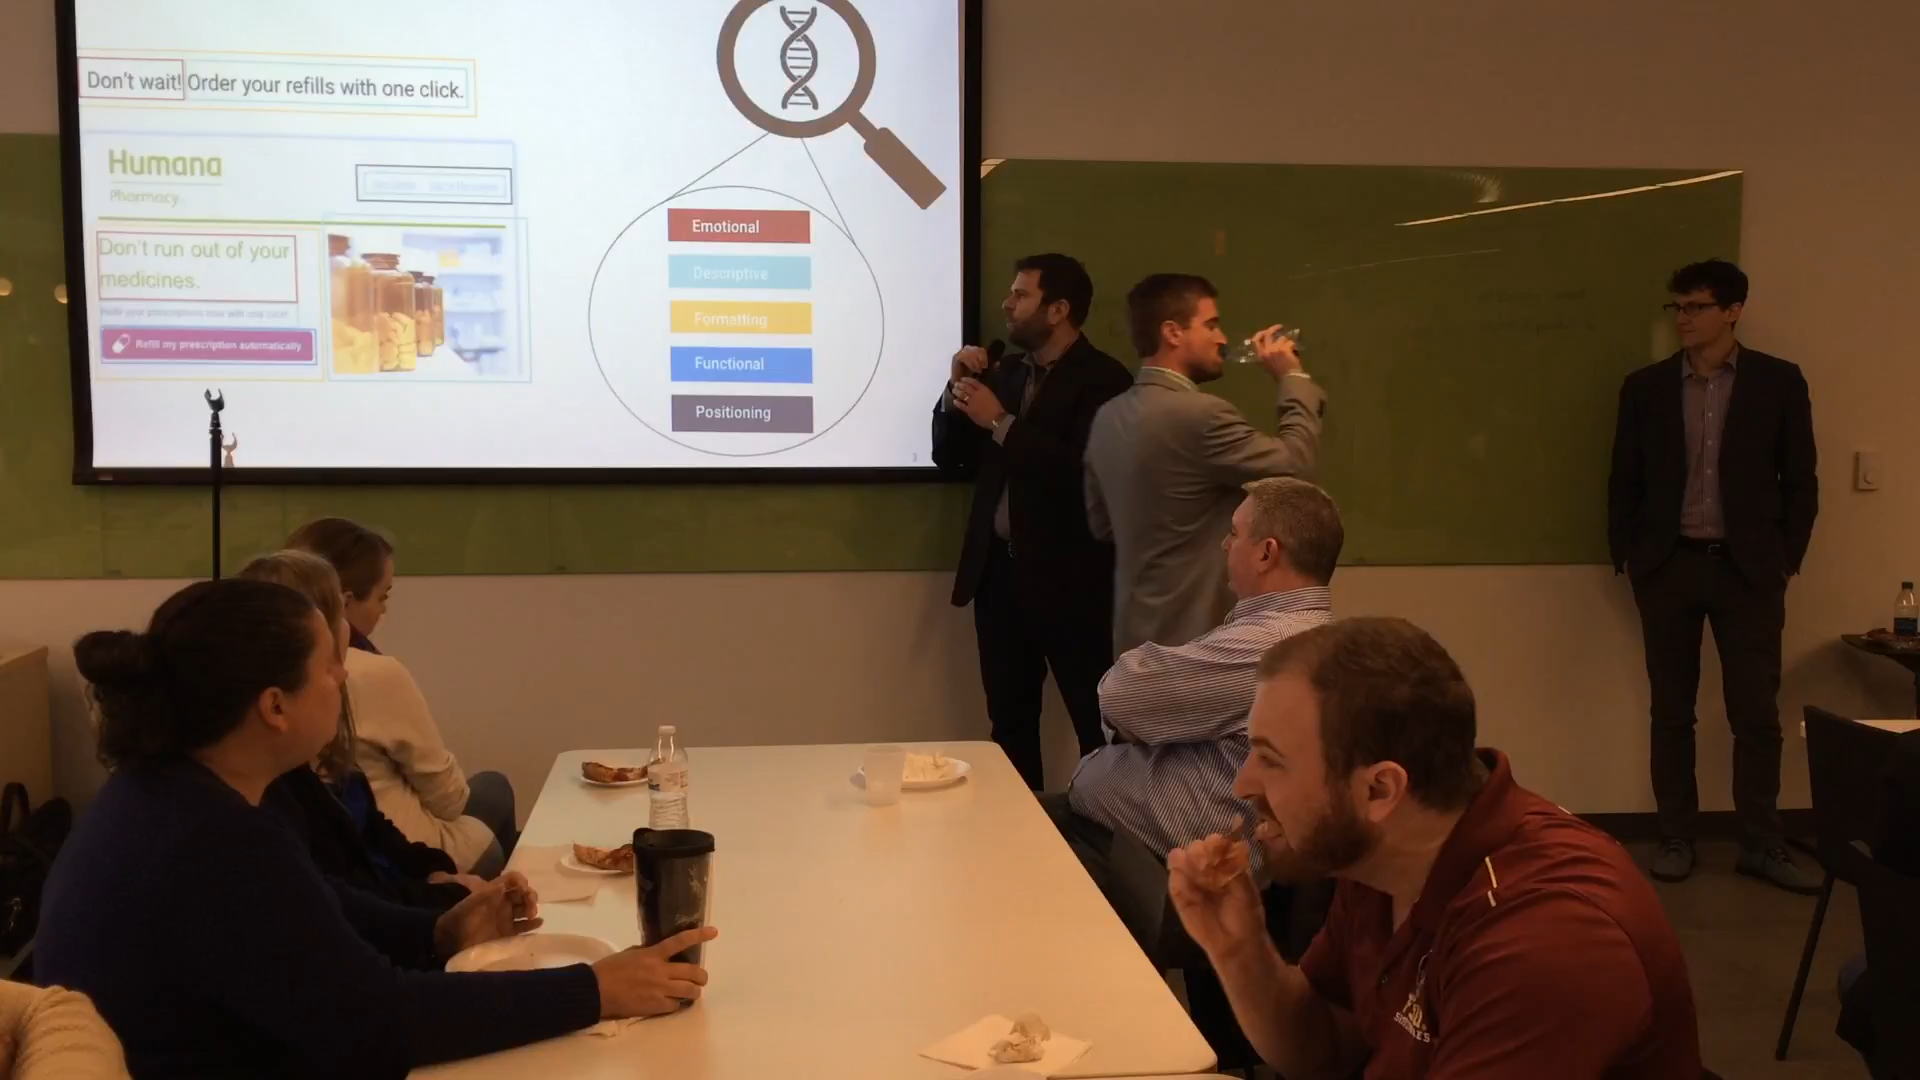 Don't wait! Order your refills with one click.
Humana
Pharmacy
Don't run out of your
medicines.
Refill my prescription automatically
Emotional
Descriptive
Formatting
Functional
Positioning
3